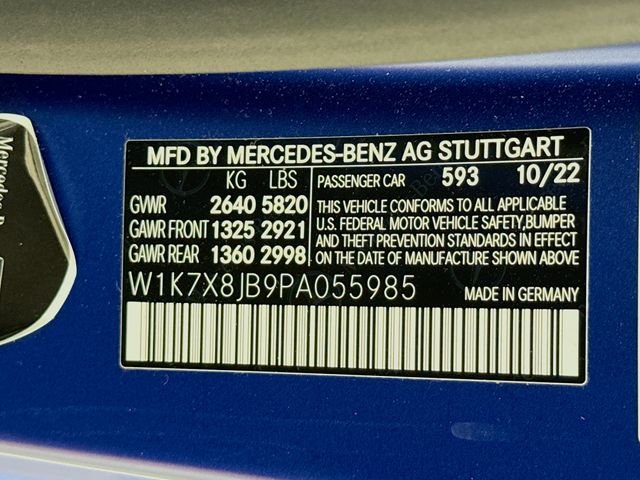 MFD BY MERCEDES-BENZ AG STUTTGART
KG LBS
GVWR 2640 5820
GAWR FRONT 1325 2921
GAWR REAR 1360 2998
PASSENGER CAR 593 10/22
THIS VEHICLE CONFORMS TO ALL APPLICABLE
U.S. FEDERAL MOTOR VEHICLE SAFETY,BUMPER
AND THEFT PREVENTION STANDARDS IN EFFECT
ON THE DATE OF MANUFACTURE SHOWN ABOVE
W1K7X8JB9PA055985
MADE IN GERMANY
Mercedes